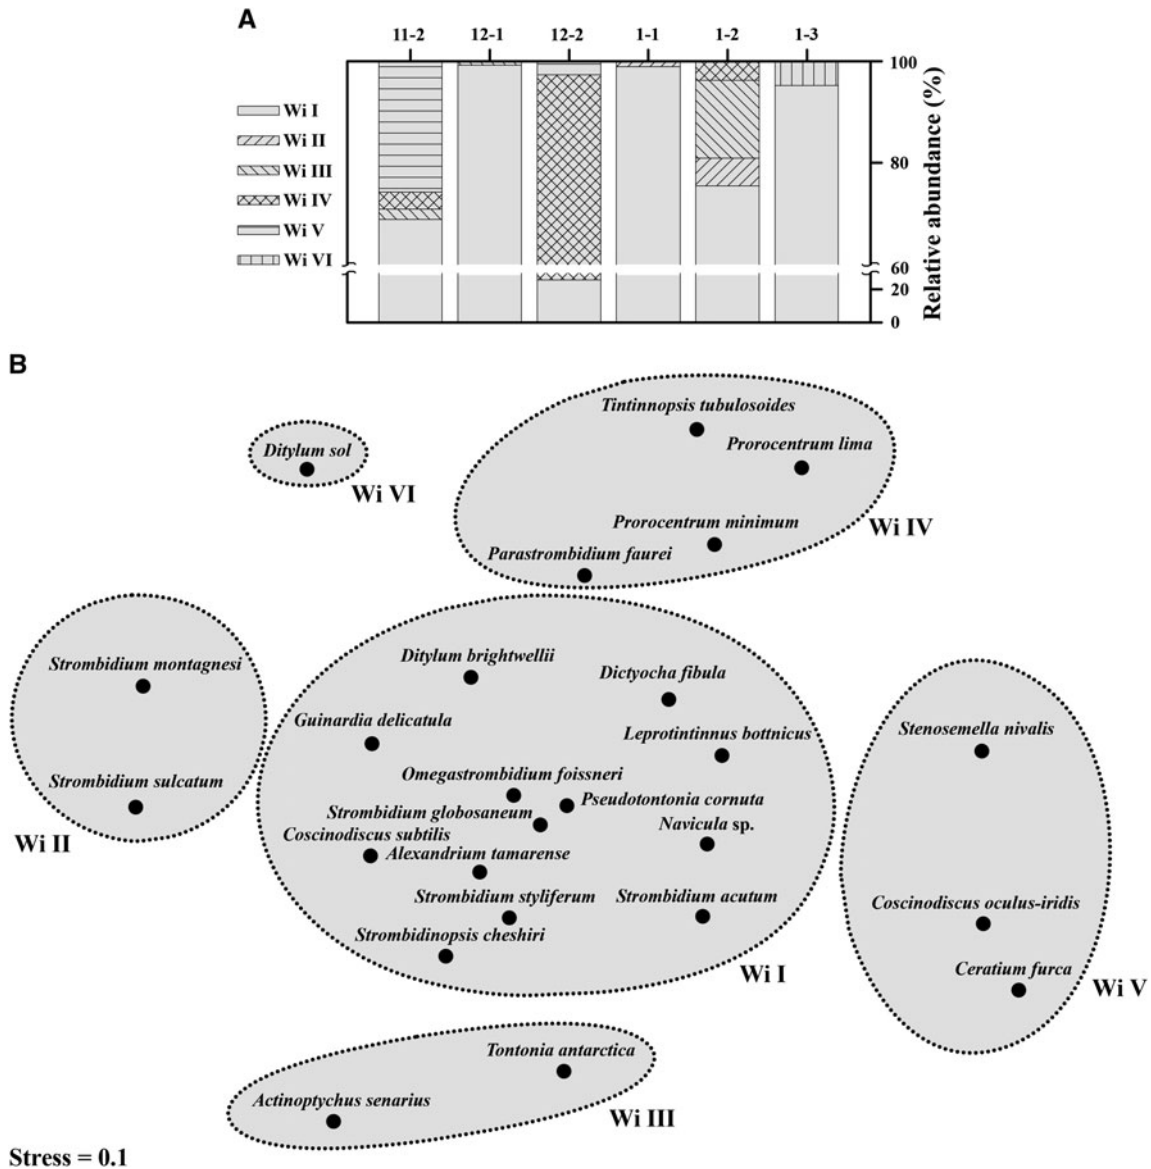 A
11-2 12-1 12-2 1-1 1-2 1-3
100
Wi I
Wi II
80
Wi III
Wi IV
Wi V
Wi VI
60
20
0
Relative abundance (%)
B
Tintinnopsis tubulosoides
Prorocentrum lima
Ditylum sol
Wi VI
Prorocentrum minimum
Wi IV
Parastrombidium faurei
Strombidium montagnesi
Ditylum brightwellii
Dictyocha fibula
Guinardia delicatula
Leprotintinnus bottnicus
Stenosemella nivalis
Omegastrombidium foissneri
Strombidium sulcatum
Pseudotontonia cornuta
Strombidium globosaneum
Navicula sp.
Coscinodiscus subtilis
Wi II
Alexandrium tamarense
Strombidium styliferum
Strombidium acutum
Coscinodiscus oculus-iridis
Strombidinopsis cheshiri
Wi I
Ceratium furca
Wi V
Tontonia antarctica
Actinoptychus senarius
Wi III
Stress = 0.1